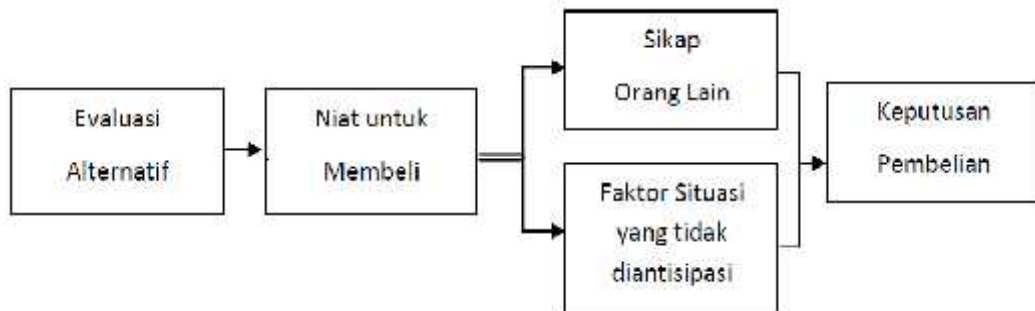 Evaluasi
Alternatif
Niat untuk
Membeli
Sikap
Orang Lain
Faktor Situasi
yang tidak
diantisipasi
Keputusan
Pembelian